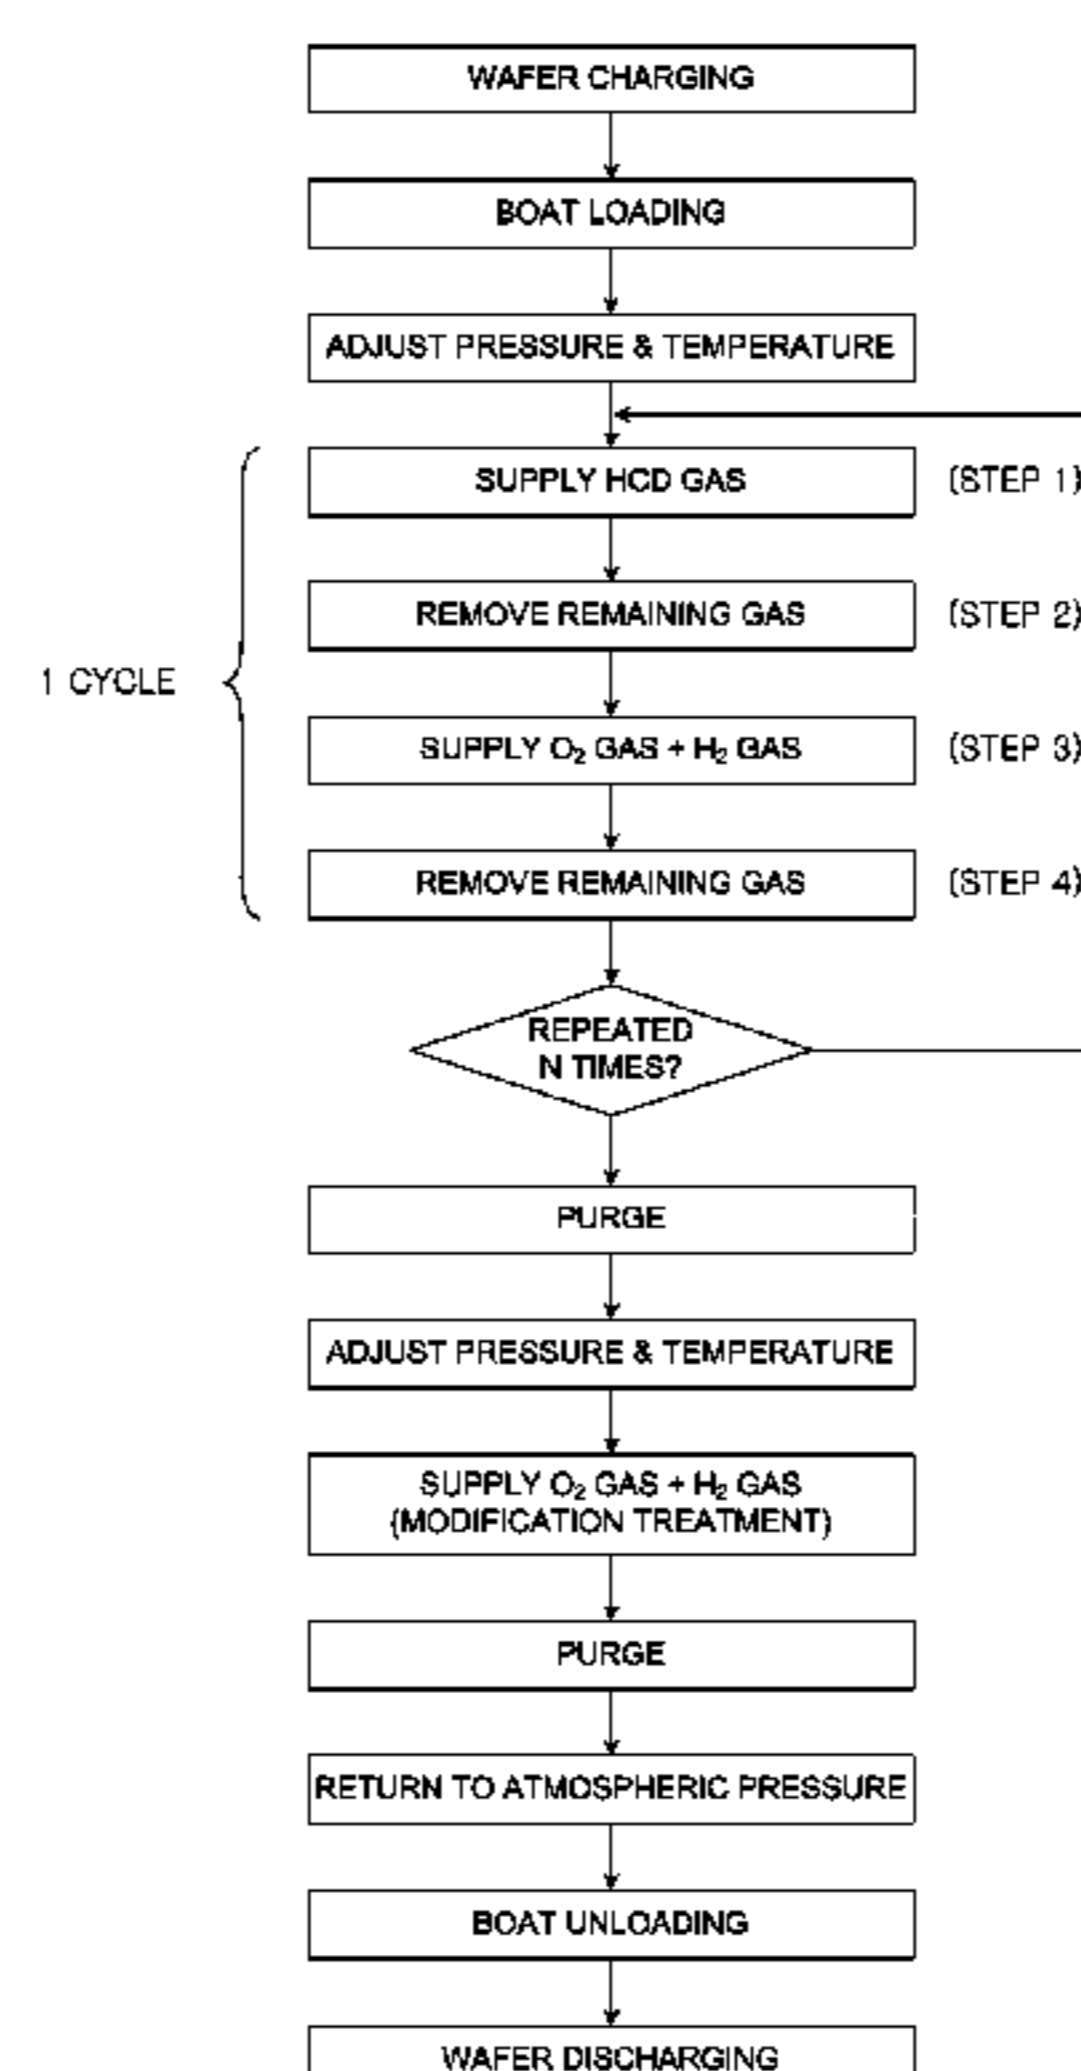 WAFER CHARGING
BOAT LOADING
ADJUST PRESSURE & TEMPERATURE
SUPPLY HCD GAS (STEP 1)
REMOVE REMAINING GAS (STEP 2)
1 CYCLE
SUPPLY O₂ GAS + H₂ GAS (STEP 3)
REMOVE REMAINING GAS (STEP 4)
REPEATED
N TIMES?
PURGE
ADJUST PRESSURE & TEMPERATURE
SUPPLY O₂ GAS + H₂ GAS
(MODIFICATION TREATMENT)
PURGE
RETURN TO ATMOSPHERIC PRESSURE
BOAT UNLOADING
WAFER DISCHARGING